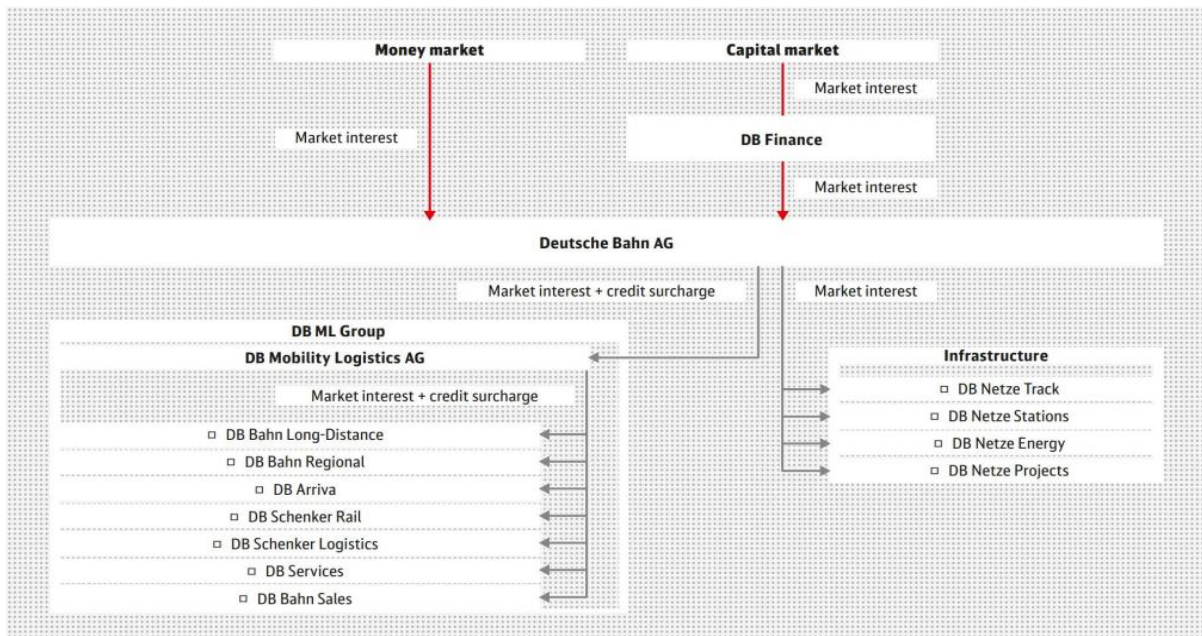 Money market
Capital market
Market interest
Market interest
DB Finance
Market interest
Deutsche Bahn AG
Market interest + credit surcharge
Market interest
DB ML Group
DB Mobility Logistics AG
Market interest + credit surcharge
DB Bahn Long-Distance
DB Bahn Regional
DB Arriva
DB Schenker Rail
DB Schenker Logistics
DB Services
DB Bahn Sales
Infrastructure
DB Netze Track
DB Netze Stations
DB Netze Energy
DB Netze Projects